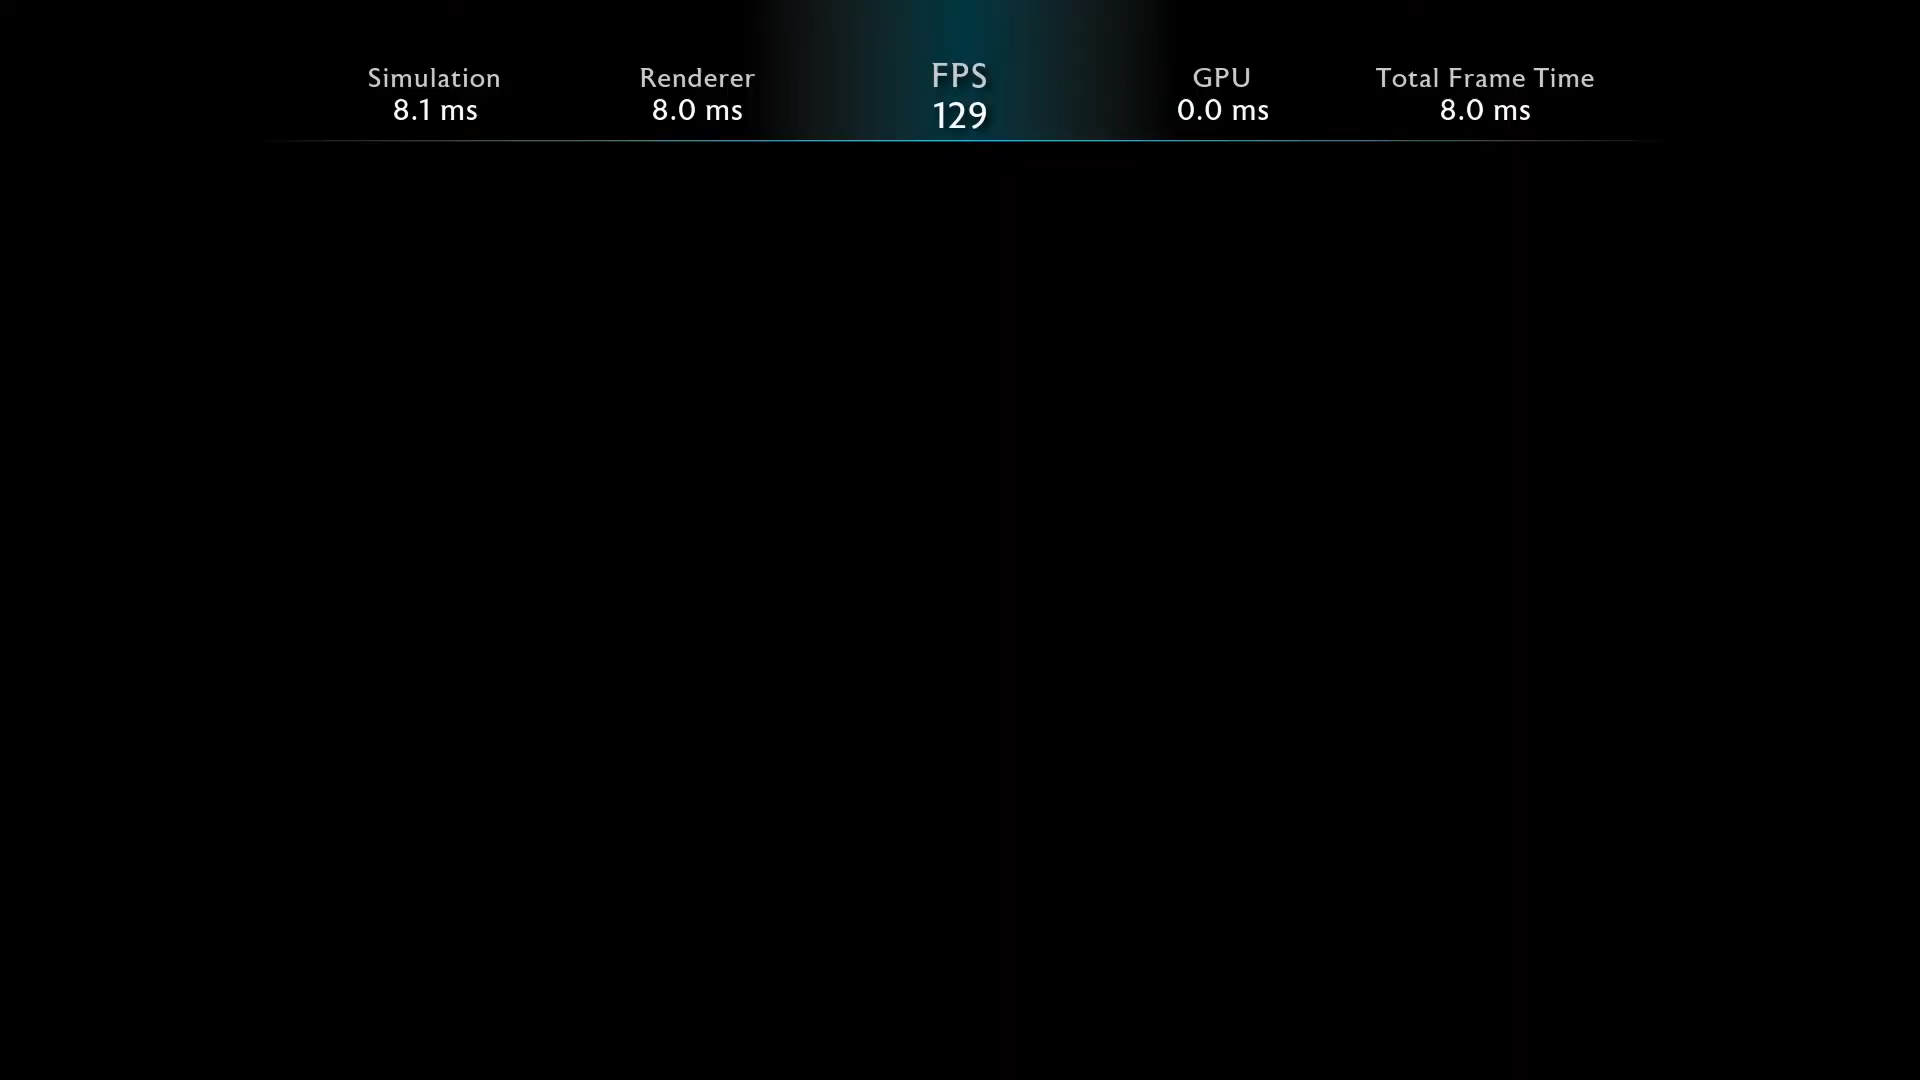 Simulation
8.1 ms
Renderer
8.0 ms
FPS
129
GPU
0.0 ms
Total Frame Time
8.0 ms